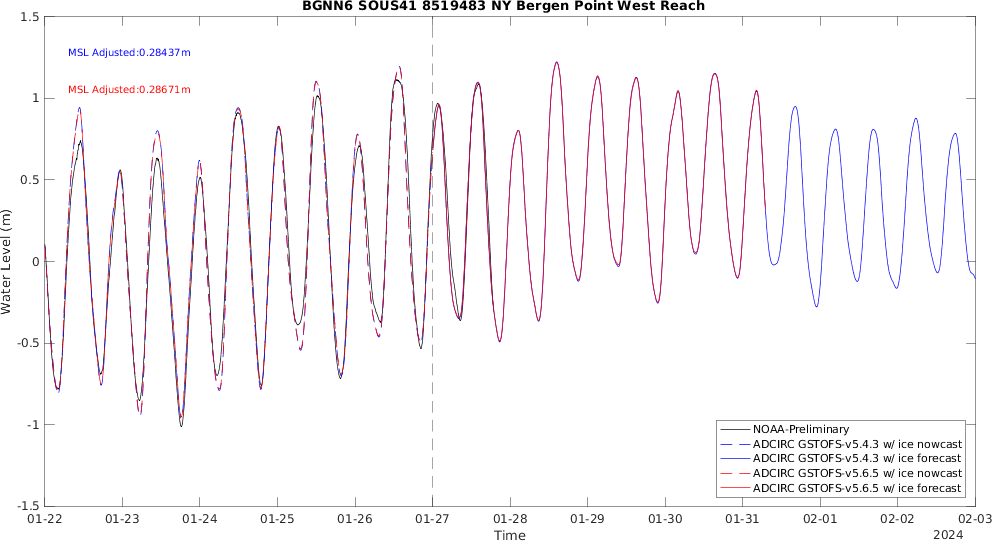 BGNN6 SOUS41 8519483 NY Bergen Point West Reach
1.5
1
0.5
0
-0.5
-1
-1.5
Water Level (m)
MSL Adjusted:0.28437m
MSL Adjusted:0.28671m
NOAA-Preliminary
ADCIRC GSTOFS-v5.4.3 w/ ice nowcast
ADCIRC GSTOFS-v5.4.3 w/ ice forecast
ADCIRC GSTOFS-v5.6.5 w/ ice nowcast
ADCIRC GSTOFS-v5.6.5 w/ ice forecast
01-22 01-23 01-24 01-25 01-26 01-27 01-28 01-29 01-30 01-31 02-01 02-02 02-03
Time
2024